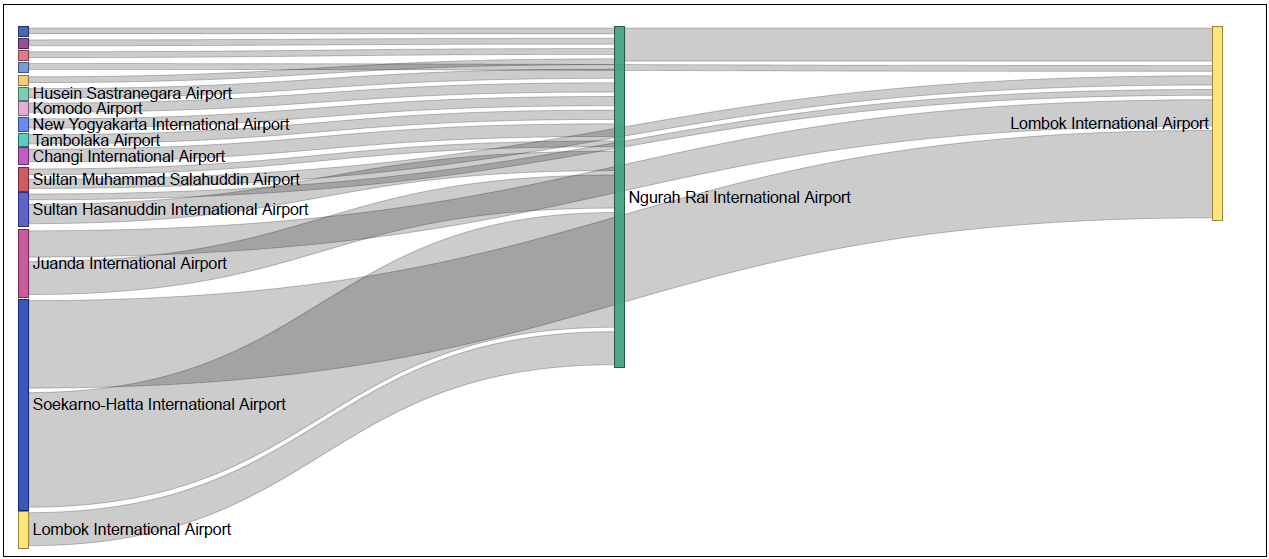 Husein Sastranegara Airport
Komodo Airport
New Yogyakarta International Airport
Tambolaka Airport
Changi International Airport
Sultan Muhammad Salahuddin Airport
Sultan Hasanuddin International Airport
Juanda International Airport
Soekarno-Hatta International Airport
Lombok International Airport
Ngurah Rai International Airport
Lombok International Airport